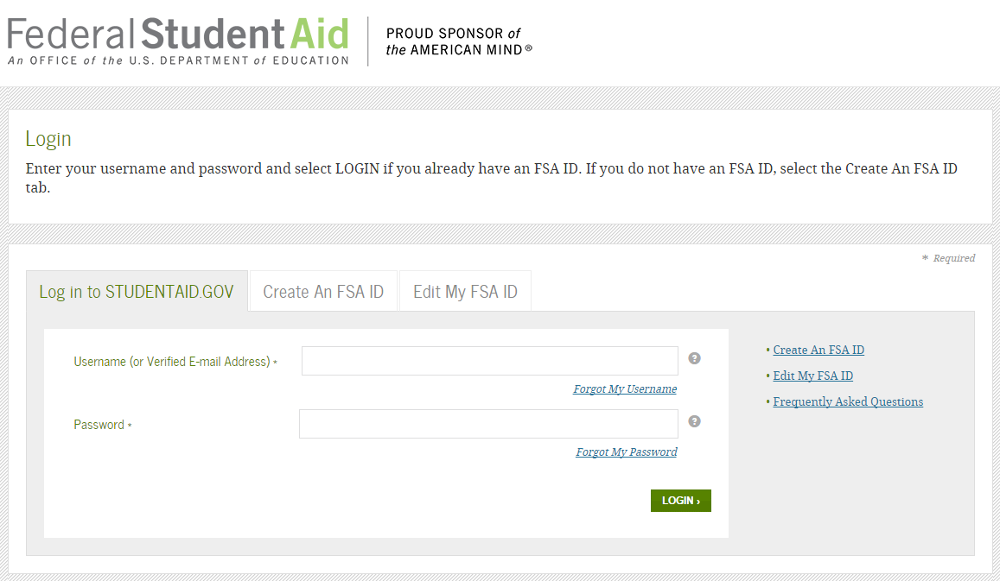 Federal Student Aid
An OFFICE of the U.S. DEPARTMENT of EDUCATION
PROUD SPONSOR of
the AMERICAN MIND®
Login
Enter your username and password and select LOGIN if you already have an FSA ID. If you do not have an FSA ID, select the Create An FSA ID
tab.
* Required
Log in to STUDENTAID.GOV
Create An FSA ID
Edit My FSA ID
Username (or Verified E-mail Address) *
?
Forgot My Username
Password *
?
Forgot My Password
LOGIN ›
• Create An FSA ID
• Edit My FSA ID
• Frequently Asked Questions